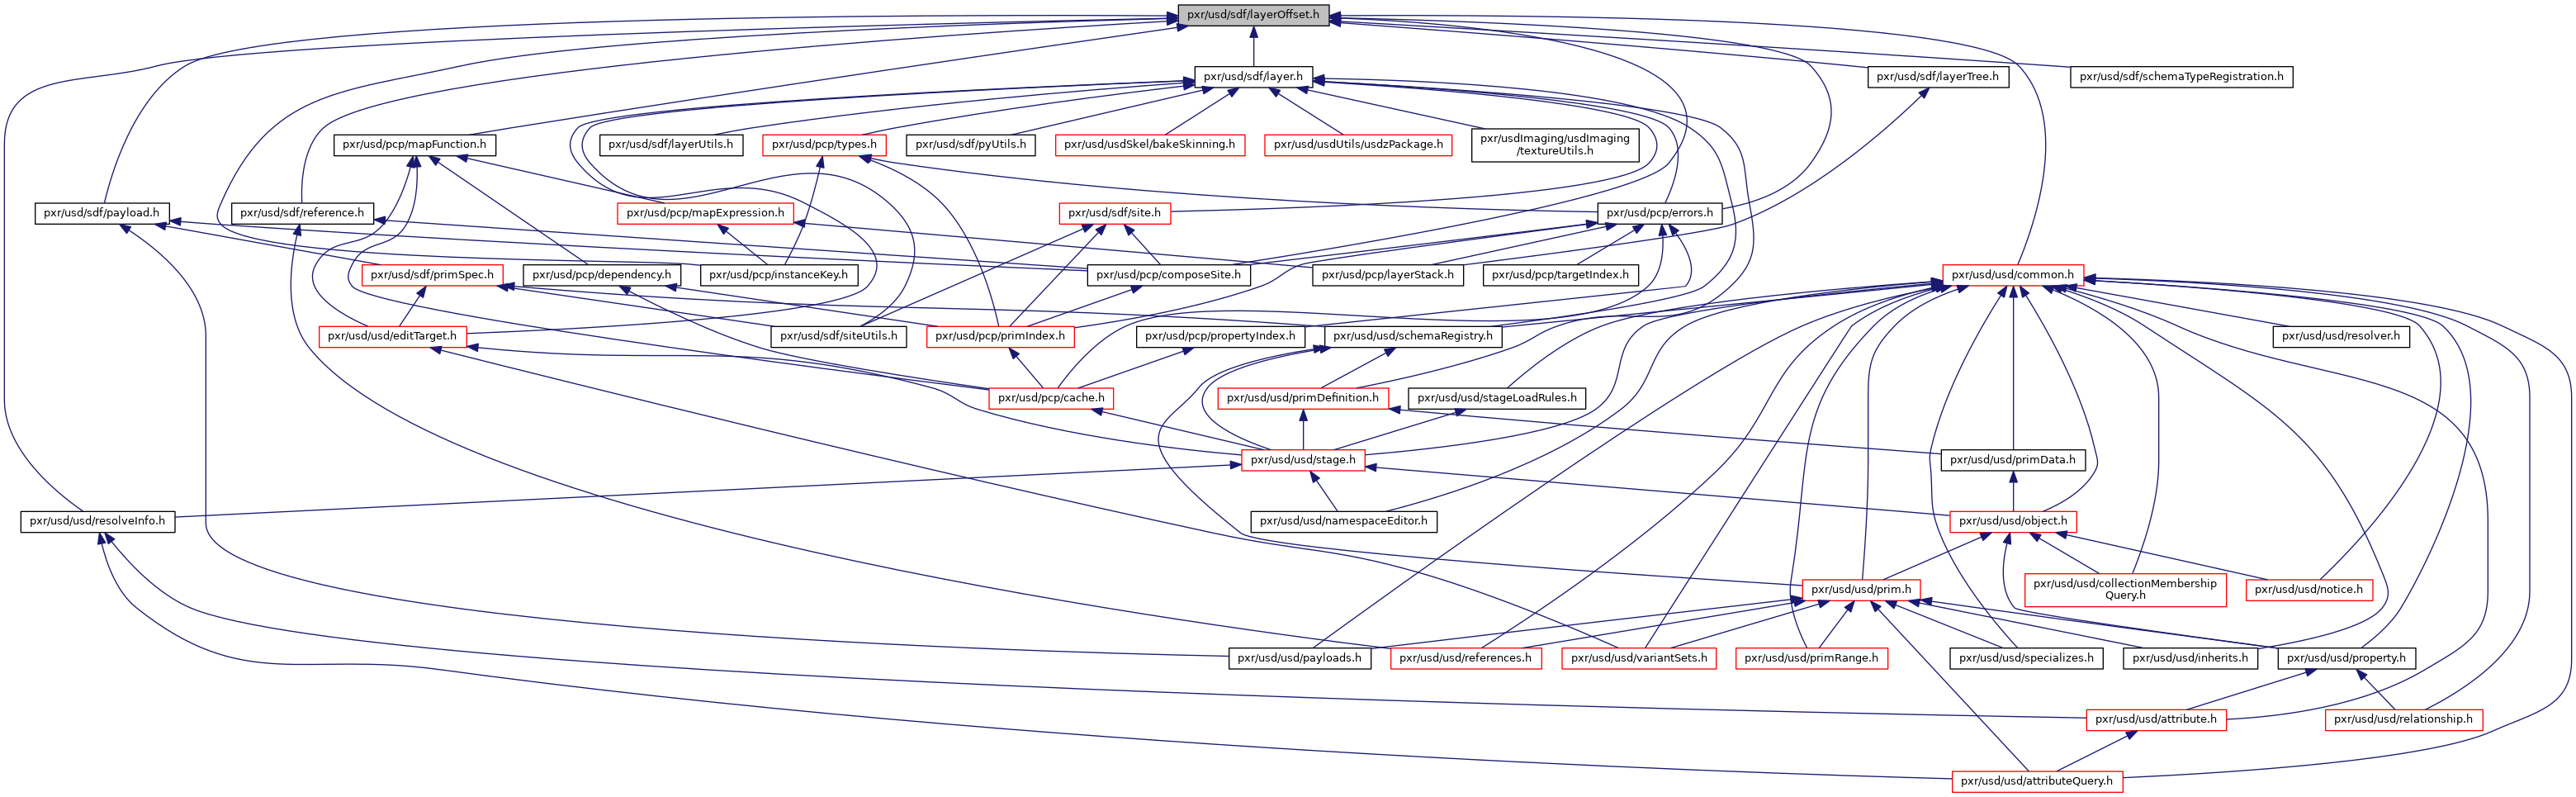 pxr/usd/sdf/layerOffset.h
pxr/usd/sdf/layer.h
pxr/usd/sdf/layerTree.h
pxr/usd/sdf/schemaTypeRegistration.h
pxr/usd/pcp/mapFunction.h
pxr/usd/sdf/layerUtils.h
pxr/usd/pcp/types.h
pxr/usd/sdf/pyUtils.h
pxr/usd/usdSkel/bakeSkinning.h
pxr/usd/usdUtils/usdzPackage.h
pxr/usdImaging/usdImaging
/textureUtils.h
pxr/usd/sdf/payload.h
pxr/usd/sdf/reference.h
pxr/usd/pcp/mapExpression.h
pxr/usd/sdf/site.h
pxr/usd/pcp/errors.h
pxr/usd/sdf/primSpec.h
pxr/usd/pcp/dependency.h
pxr/usd/pcp/instanceKey.h
pxr/usd/pcp/composeSite.h
pxr/usd/pcp/layerStack.h
pxr/usd/pcp/targetIndex.h
pxr/usd/usd/common.h
pxr/usd/usd/editTarget.h
pxr/usd/sdf/siteUtils.h
pxr/usd/pcp/primIndex.h
pxr/usd/pcp/propertyIndex.h
pxr/usd/usd/schemaRegistry.h
pxr/usd/usd/resolver.h
pxr/usd/pcp/cache.h
pxr/usd/usd/primDefinition.h
pxr/usd/usd/stageLoadRules.h
pxr/usd/usd/stage.h
pxr/usd/usd/primData.h
pxr/usd/usd/resolveInfo.h
pxr/usd/usd/namespaceEditor.h
pxr/usd/usd/object.h
pxr/usd/usd/prim.h
pxr/usd/usd/collectionMembership
Query.h
pxr/usd/usd/notice.h
pxr/usd/usd/payloads.h
pxr/usd/usd/references.h
pxr/usd/usd/variantSets.h
pxr/usd/usd/primRange.h
pxr/usd/usd/specializes.h
pxr/usd/usd/inherits.h
pxr/usd/usd/property.h
pxr/usd/usd/attribute.h
pxr/usd/usd/relationship.h
pxr/usd/usd/attributeQuery.h